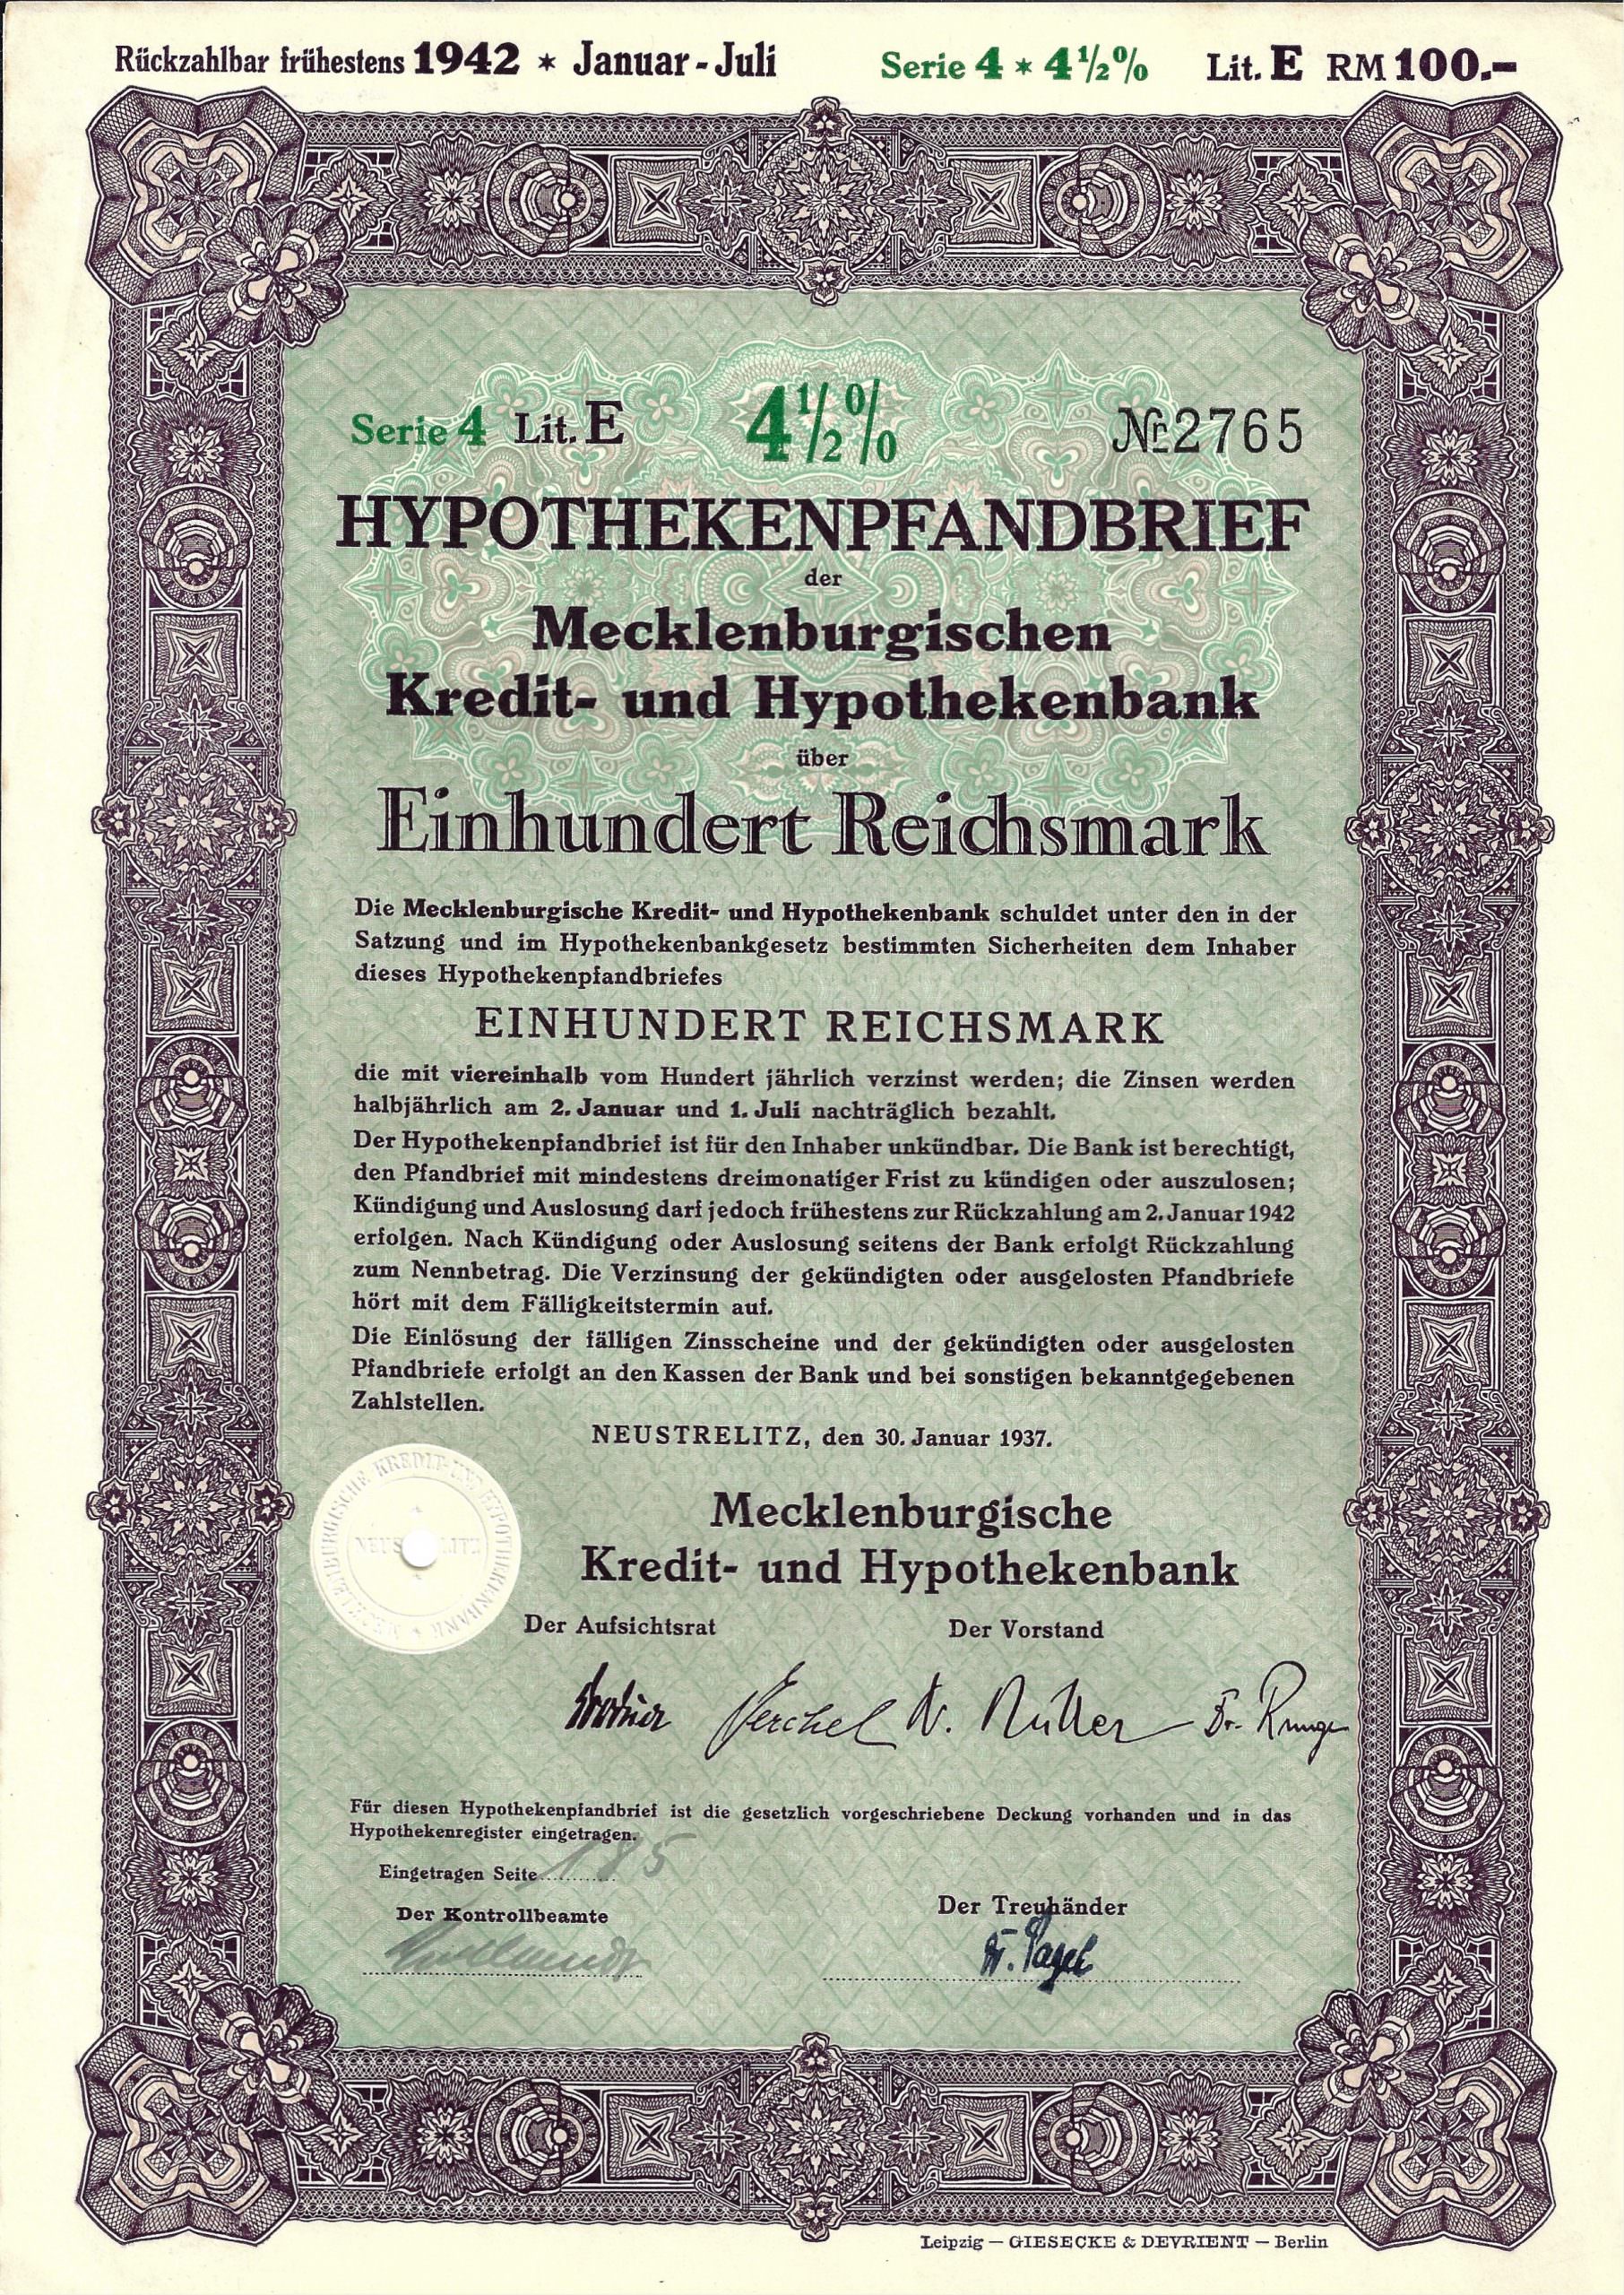 Rückzahlbar frühestens 1942 * Januar - Juli Serie 4 * 4½% Lit. E RM 100.–
Serie 4 Lit. E 4½% № 2765
HYPOTHEKENPFANDBRIEF
der
Mecklenburgischen
Kredit- und Hypothekenbank
über
Einhundert Reichsmark
Die Mecklenburgische Kredit- und Hypothekenbank schuldet unter den in der
Satzung und im Hypothekenbankgesetz bestimmten Sicherheiten dem Inhaber
dieses Hypothekenpfandbriefes
EINHUNDERT REICHSMARK
die mit viereinhalb vom Hundert jährlich verzinst werden; die Zinsen werden
halbjährlich am 2. Januar und 1. Juli nachträglich bezahlt.
Der Hypothekenpfandbrief ist für den Inhaber unkündbar. Die Bank ist berechtigt,
den Pfandbrief mit mindestens dreimonatiger Frist zu kündigen oder auszulosen;
Kündigung und Auslosung darf jedoch frühestens zur Rückzahlung am 2. Januar 1942
erfolgen. Nach Kündigung oder Auslosung seitens der Bank erfolgt Rückzahlung
zum Nennbetrag. Die Verzinsung der gekündigten oder ausgelosten Pfandbriefe
hört mit dem Fälligkeitstermin auf.
Die Einlösung der fälligen Zinsscheine und der gekündigten oder ausgelosten
Pfandbriefe erfolgt an den Kassen der Bank und bei sonstigen bekanntgegebenen
Zahlstellen.
NEUSTRELITZ, den 30. Januar 1937.
MECKLENBURGISCHE KREDIT- UND HYPOTHEKENBANK
Mecklenburgische
Kredit- und Hypothekenbank
Der Aufsichtsrat Der Vorstand
W. Müller Dr. Runge
Für diesen Hypothekenpfandbrief ist die gesetzlich vorgeschriebene Deckung vorhanden und in das
Hypothekenregister eingetragen.
Eingetragen Seite 185
Der Kontrollbeamte Der Treuhänder
Leipzig – GIESECKE & DEVRIENT – Berlin